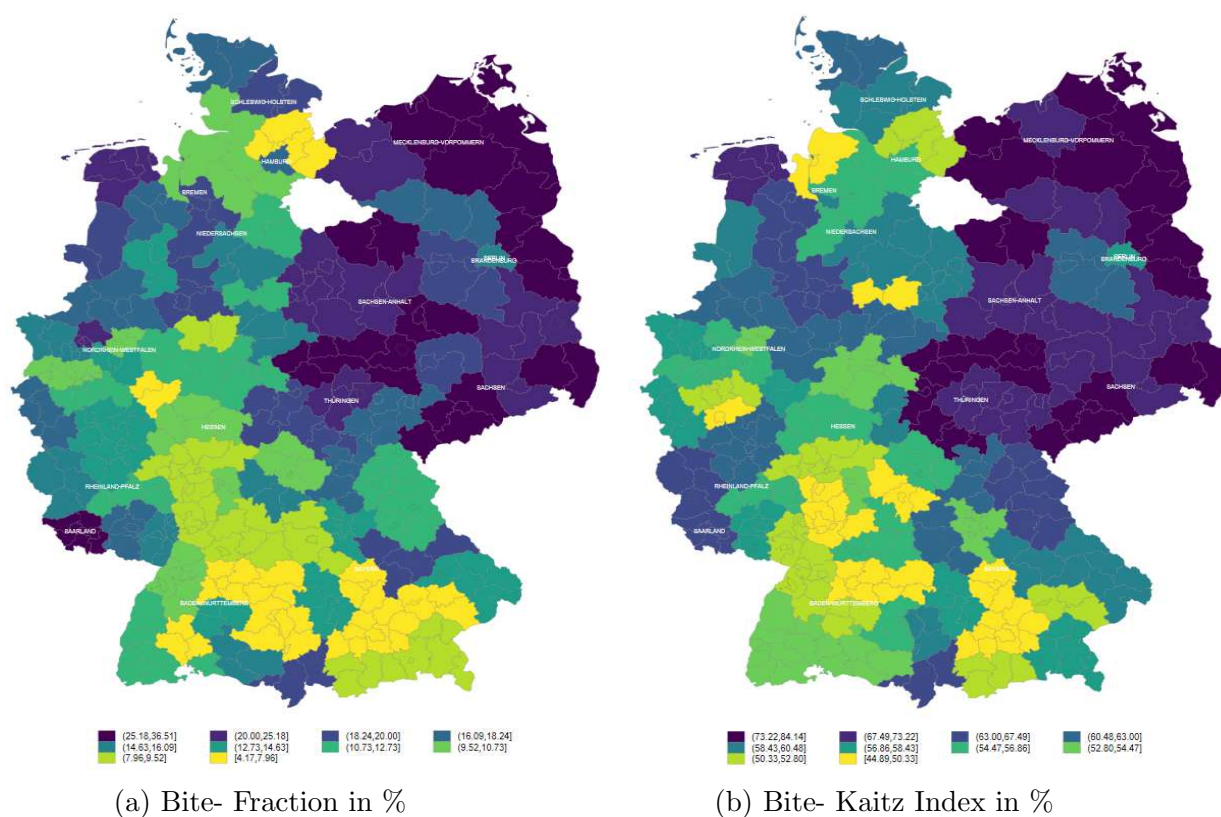 SCHLESWIG-HOLSTEIN
MECKLENBURG-VORPOMMERN
HAMBURG
BREMEN
NIEDERSACHSEN
BERLIN
BRANDENBURG
SACHSEN-ANHALT
NORDRHEIN-WESTFALEN
SACHSEN
THÜRINGEN
HESSEN
RHEINLAND-PFALZ
SAARLAND
BAYERN
BADEN-WÜRTTEMBERG
(25.18,36.51] (20.00,25.18] (18.24,20.00] (16.09,18.24]
(14.63,16.09] (12.73,14.63] (10.73,12.73] (9.52,10.73]
(7.96,9.52] [4.17,7.96]
(a) Bite- Fraction in %
SCHLESWIG-HOLSTEIN
MECKLENBURG-VORPOMMERN
HAMBURG
BREMEN
NIEDERSACHSEN
BERLIN
BRANDENBURG
SACHSEN-ANHALT
NORDRHEIN-WESTFALEN
SACHSEN
THÜRINGEN
HESSEN
RHEINLAND-PFALZ
SAARLAND
BAYERN
BADEN-WÜRTTEMBERG
(73.22,84.14] (67.49,73.22] (63.00,67.49] (60.48,63.00]
(58.43,60.48] (56.86,58.43] (54.47,56.86] (52.80,54.47]
(50.33,52.80] [44.89,50.33]
(b) Bite- Kaitz Index in %